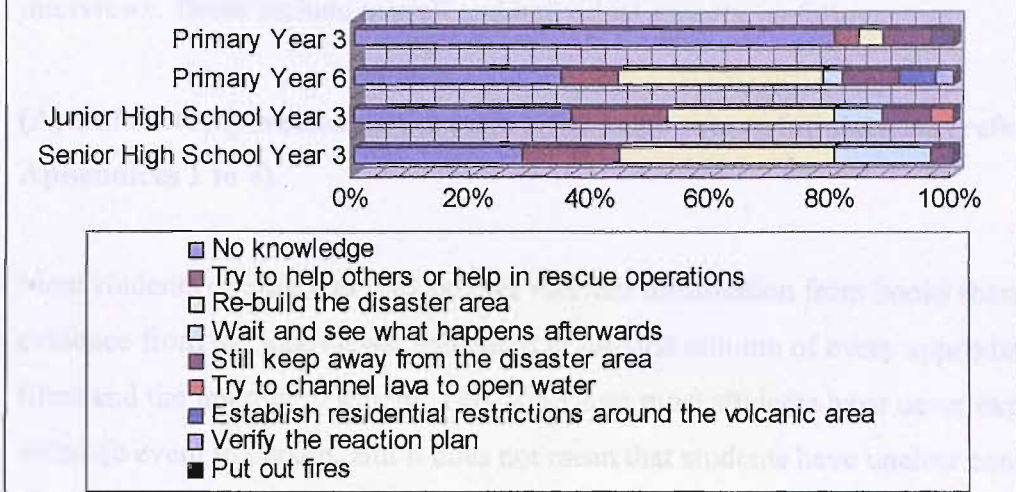 Primary Year 3
Primary Year 6
Junior High School Year 3
Senior High School Year 3
0% 20% 40% 60% 80% 100%
No knowledge
Try to help others or help in rescue operations
Re-build the disaster area
Wait and see what happens afterwards
Still keep away from the disaster area
Try to channel lava to open water
Establish residential restrictions around the volcanic area
Verify the reaction plan
Put out fires